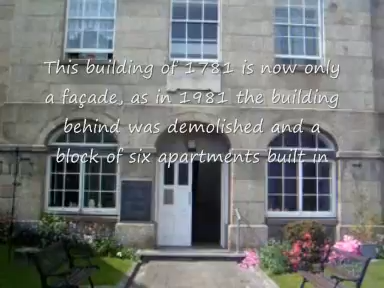 This building of 1781 is now only
a façade, as in 1981 the building
behind was demolished and a
block of six apartments built in